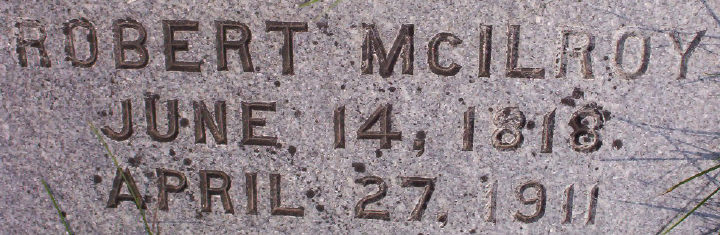 ROBERT McILROY
JUNE 14, 1818.
APRIL 27, 1911